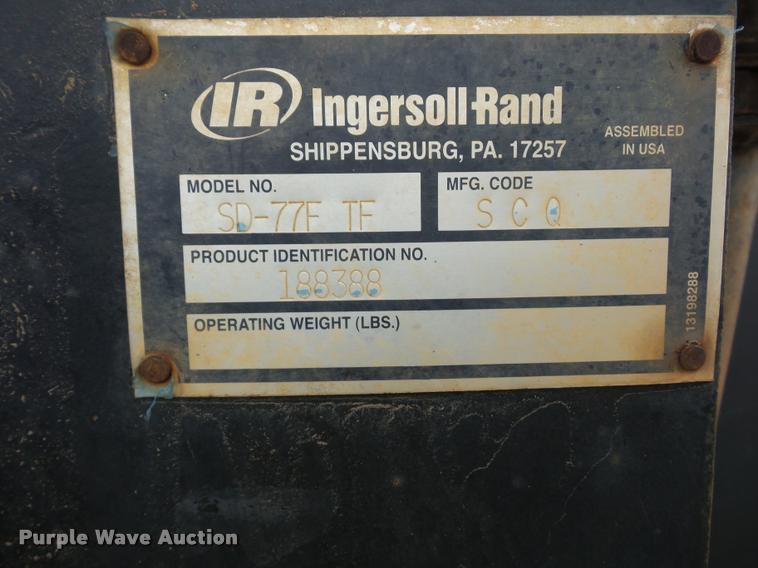 IR Ingersoll-Rand
SHIPPENSBURG, PA. 17257
ASSEMBLED
IN USA
MODEL NO.
SD-77F TF
MFG. CODE
S C Q
PRODUCT IDENTIFICATION NO.
188388
OPERATING WEIGHT (LBS.)
13198288
Purple Wave Auction